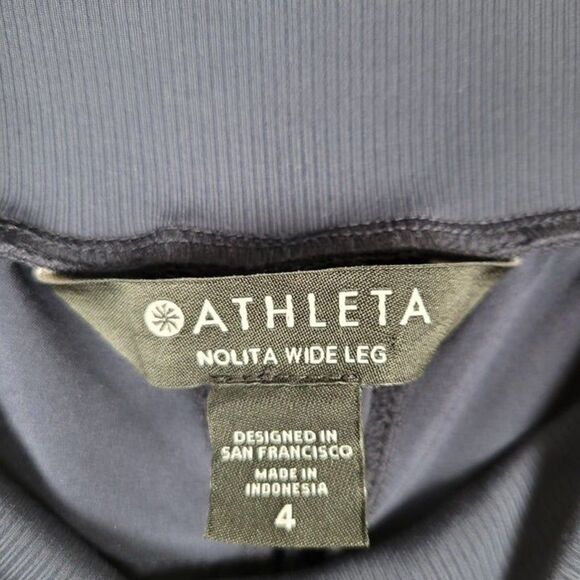 ATHLETA
NOLITA WIDE LEG
DESIGNED IN
SAN FRANCISCO
MADE IN
INDONESIA
4